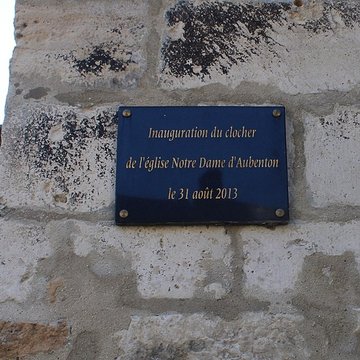 Inauguration du clocher
de l'église Notre Dame d'Aubenton
le 31 août 2013